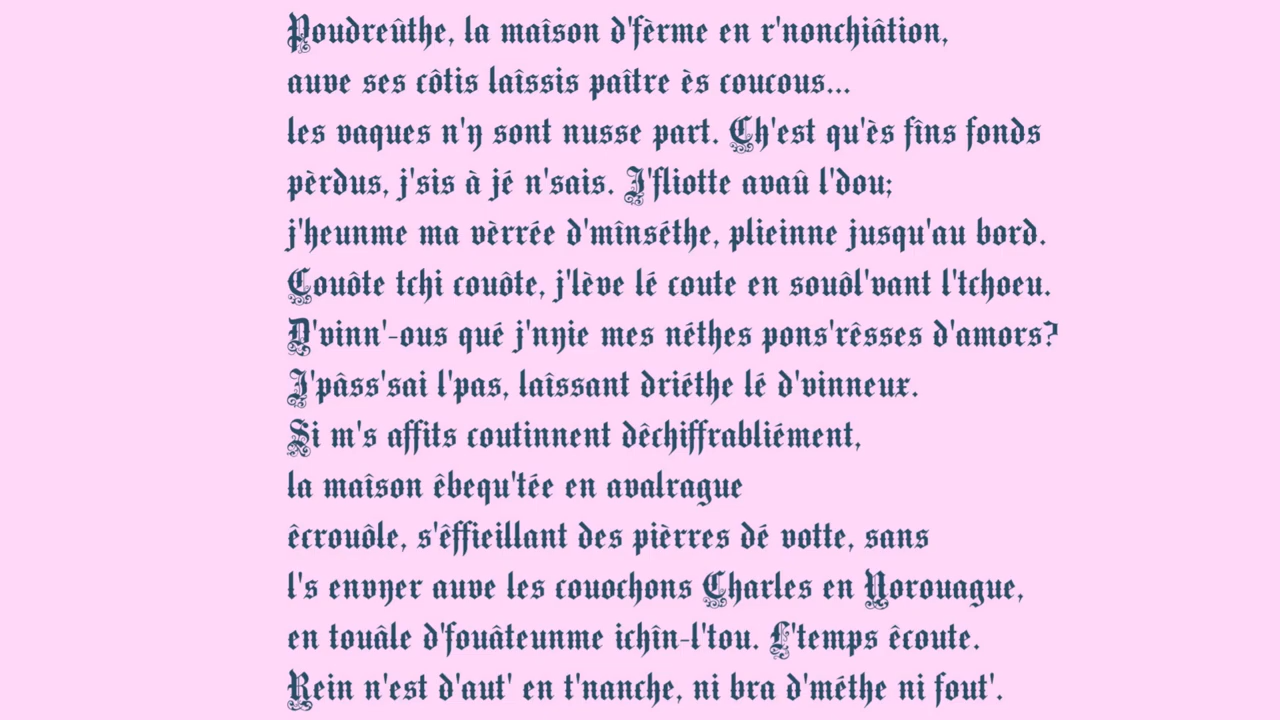 Poudreûthe, la maîson d'fèrme en r'nonchiâtion,
auve ses côtis laîssis paître ès coucous...
les vaques n'y sont nusse part. Ch'est qu'ès fîns fonds
pèrdus, j'sis à jé n'sais. J'fliotte avaû l'dou;
j'heunme ma vèrrée d'mînséthe, plieinne jusqu'au bord.
Couôte tchi couôte, j'lève lé coute en souôl'vant l'tchoeu.
D'vinn'-ous qué j'nyie mes néthes pons'rêsses d'amors?
J'pâss'sai l'pas, laîssant driéthe lé d'vinneux.
Si m's affits coutinnent dêchiffrabliément,
la maîson êbequ'tée en avalrague
êcrouôle, s'êffieillant des pièrres dé votte, sans
l's envyer auve les couochons Charles en Norouague,
en touâle d'fouâteunme ichîn-l'tou. L'temps êcoute.
Rein n'est d'aut' en t'nanche, ni bra d'méthe ni fout'.